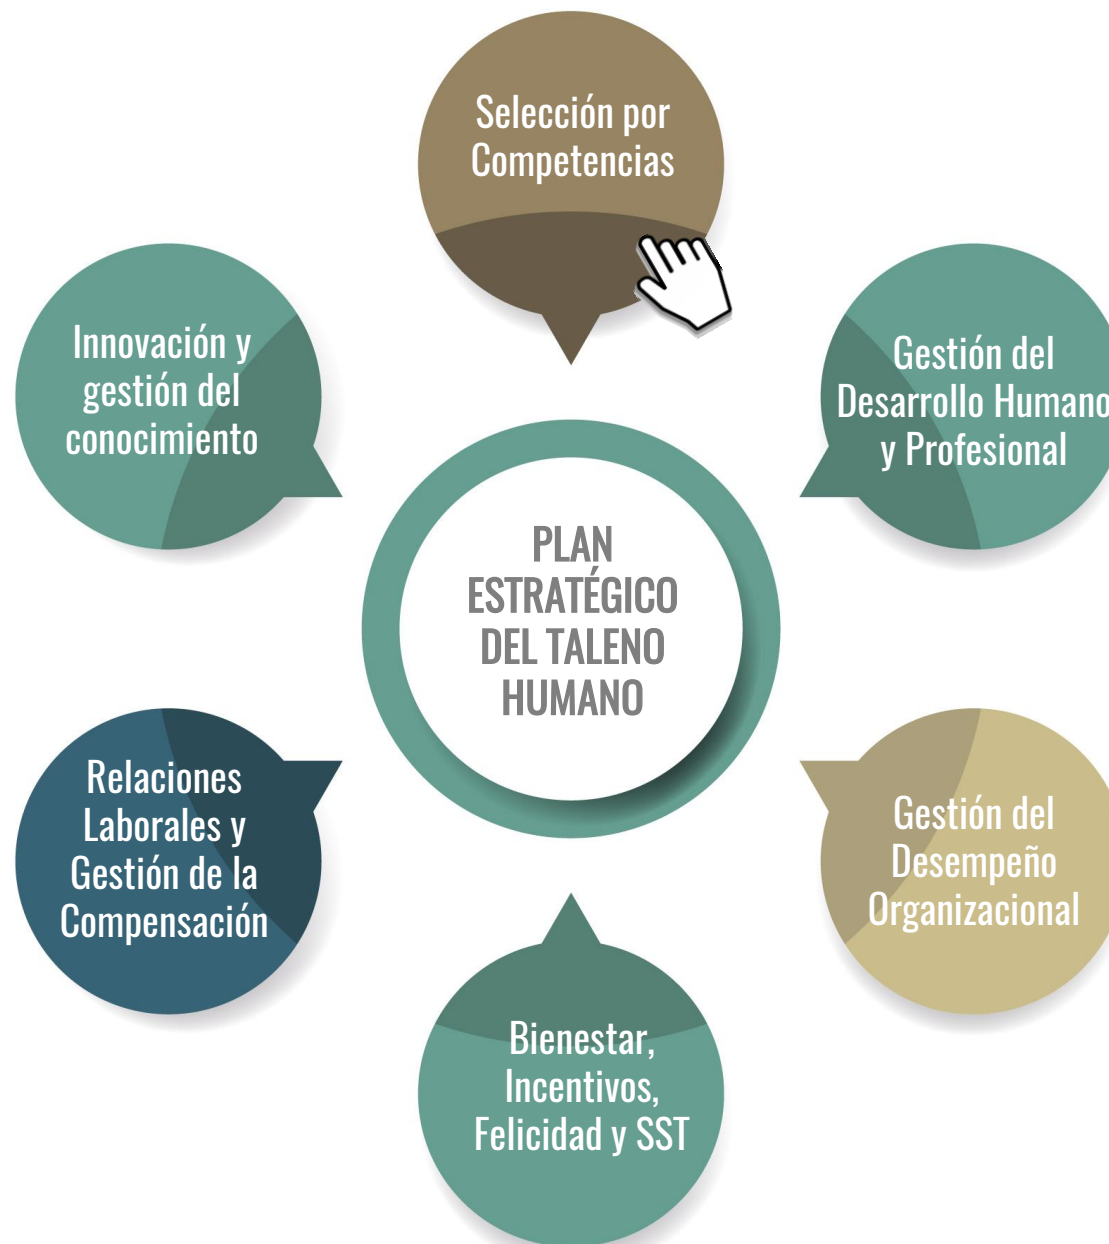 Selección por
Competencias
Innovación y
gestión del
conocimiento
Gestión del
Desarrollo Humano
y Profesional
PLAN
ESTRATÉGICO
DEL TALENO
HUMANO
Relaciones
Laborales y
Gestión de la
Compensación
Gestión del
Desempeño
Organizacional
Bienestar,
Incentivos,
Felicidad y SST